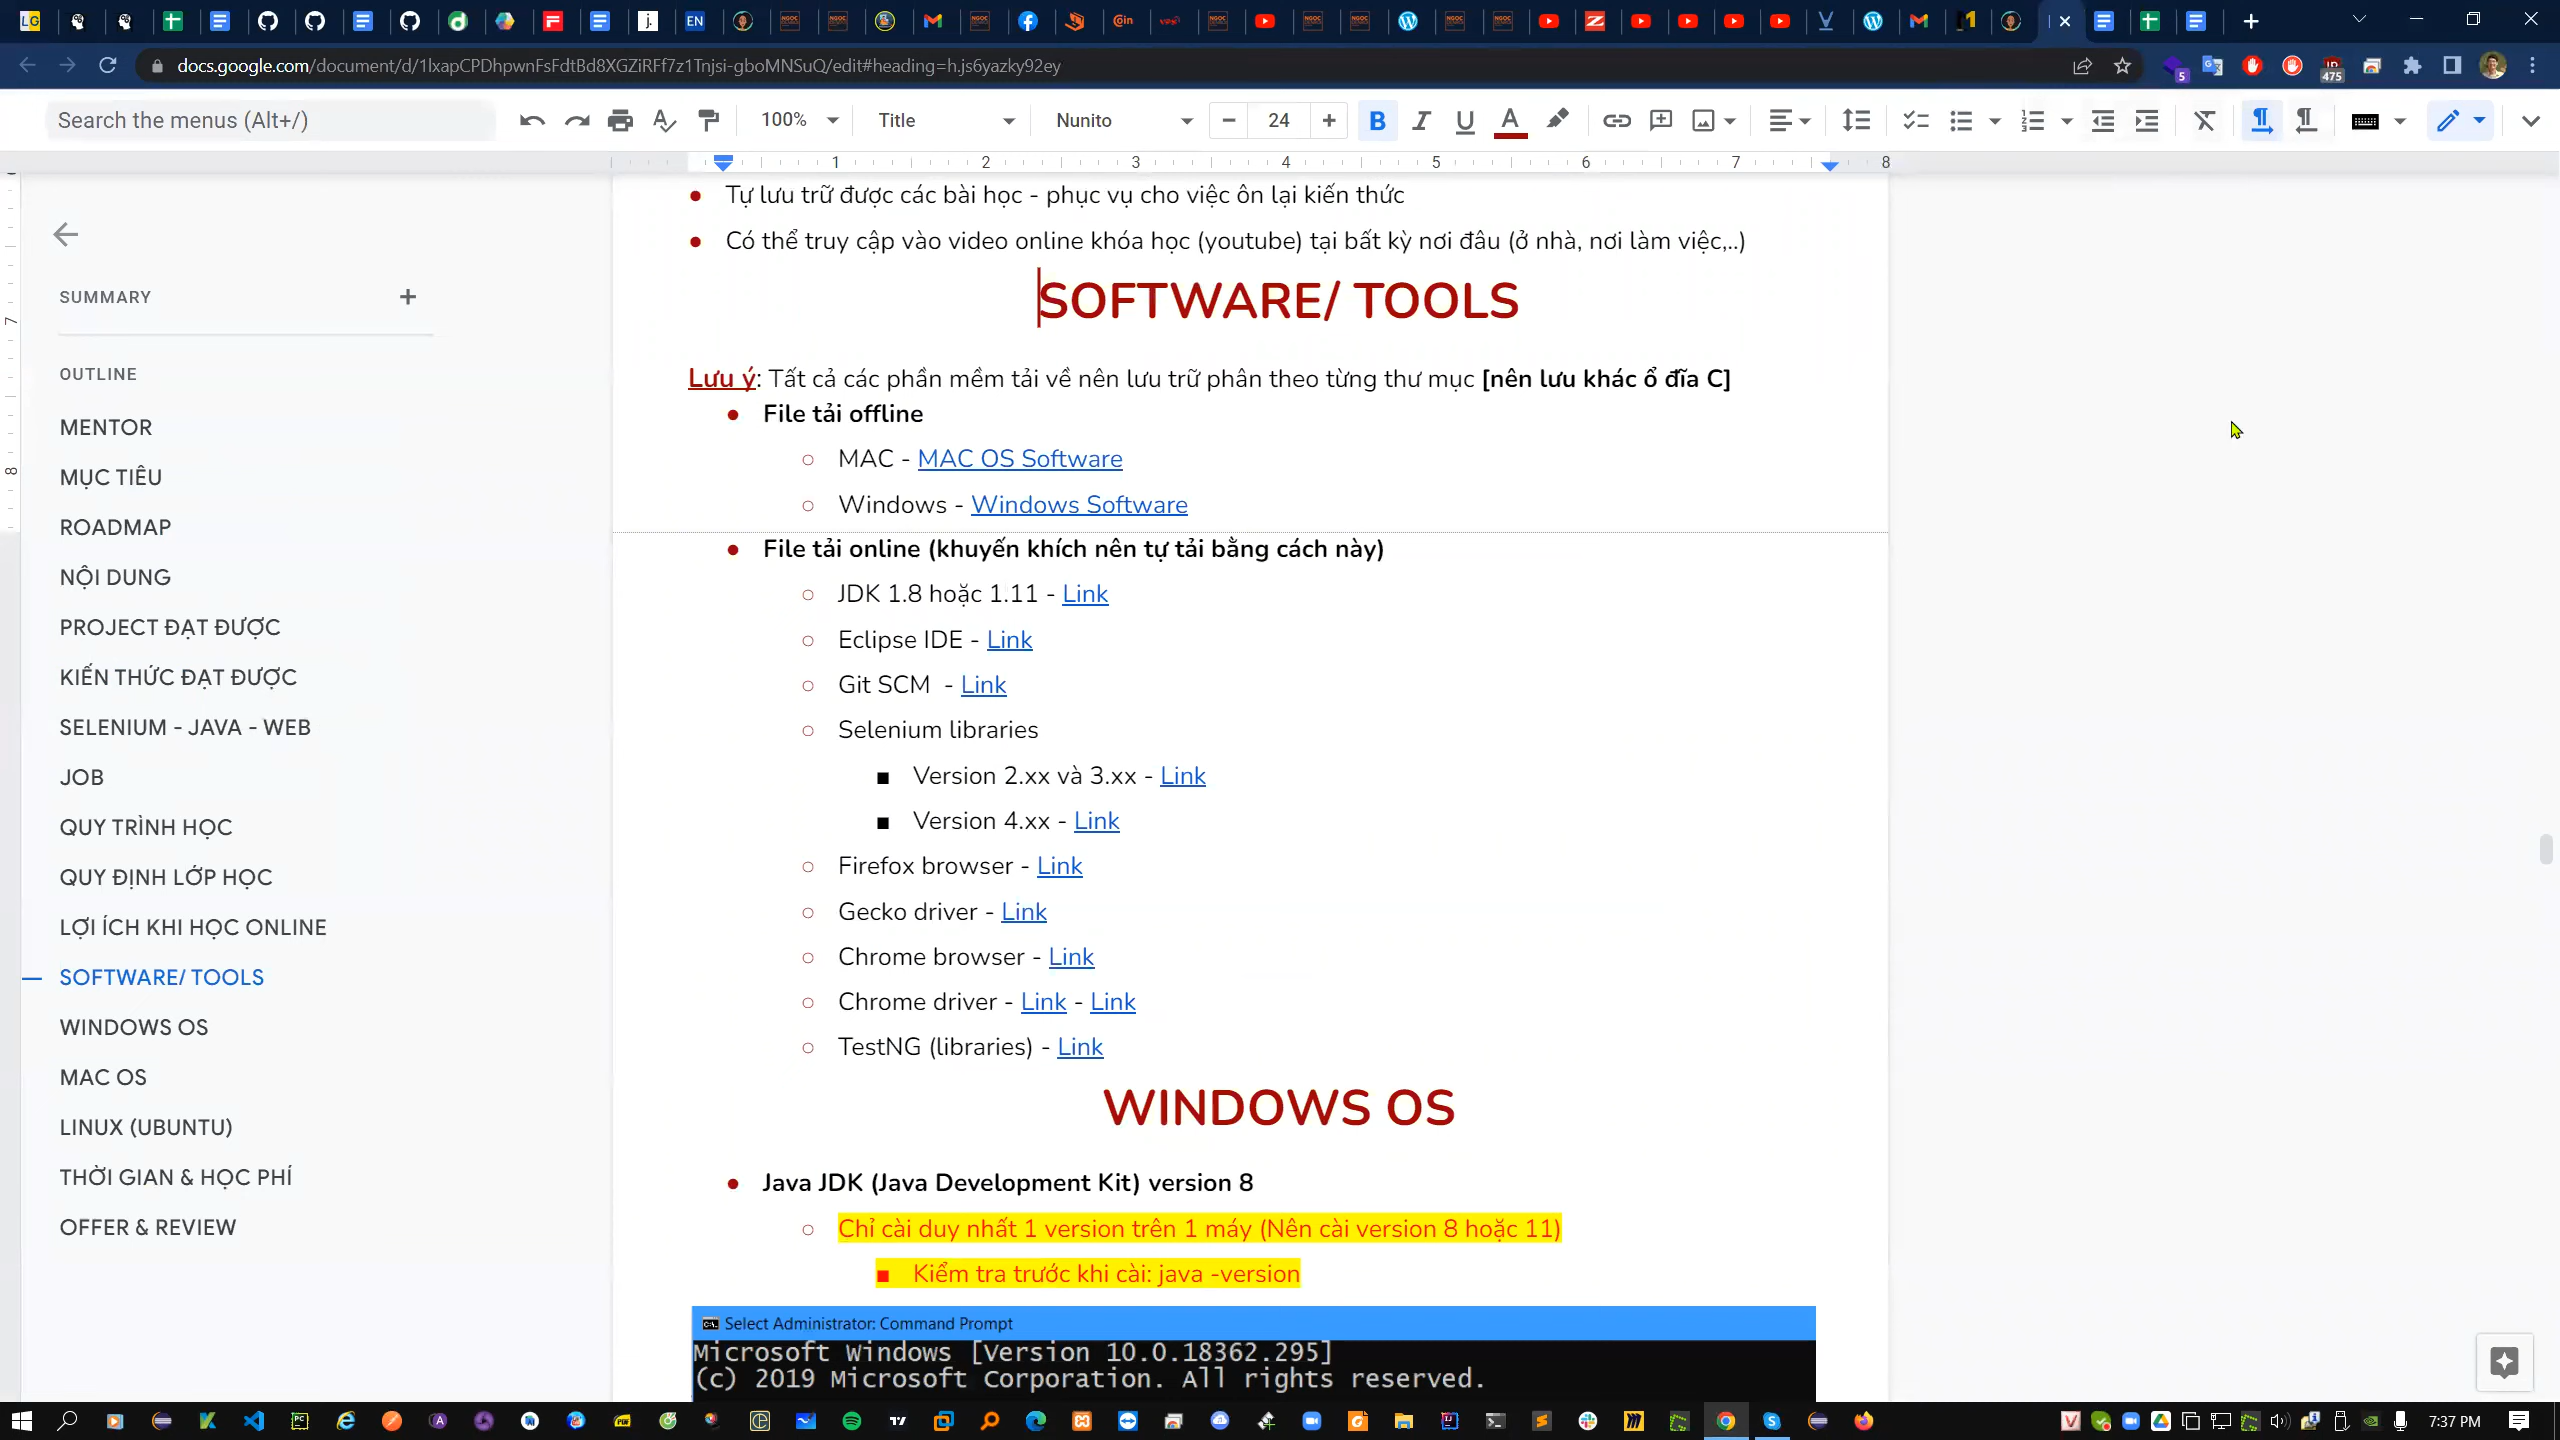 docs.google.com/document/d/1lxapCPDhpwnFsFdtBd8XGZiRFf7z1Tnjsi-gboMNSuQ/edit#heading=h.js6yazky92ey
5
475
Search the menus (Alt+/)
100%
Title
Nunito
24
1 2 3 4 5 6 7 8
7
8
SUMMARY
OUTLINE
MENTOR
MỤC TIÊU
ROADMAP
NỘI DUNG
PROJECT ĐẠT ĐƯỢC
KIẾN THỨC ĐẠT ĐƯỢC
SELENIUM - JAVA - WEB
JOB
QUY TRÌNH HỌC
QUY ĐỊNH LỚP HỌC
LỢI ÍCH KHI HỌC ONLINE
SOFTWARE/ TOOLS
WINDOWS OS
MAC OS
LINUX (UBUNTU)
THỜI GIAN & HỌC PHÍ
OFFER & REVIEW
● Tự lưu trữ được các bài học - phục vụ cho việc ôn lại kiến thức
● Có thể truy cập vào video online khóa học (youtube) tại bất kỳ nơi đâu (ở nhà, nơi làm việc,..)
SOFTWARE/ TOOLS
Lưu ý: Tất cả các phần mềm tải về nên lưu trữ phân theo từng thư mục [nên lưu khác ổ đĩa C]
● File tải offline
○ MAC - MAC OS Software
○ Windows - Windows Software
● File tải online (khuyến khích nên tự tải bằng cách này)
○ JDK 1.8 hoặc 1.11 - Link
○ Eclipse IDE - Link
○ Git SCM - Link
○ Selenium libraries
■ Version 2.xx và 3.xx - Link
■ Version 4.xx - Link
○ Firefox browser - Link
○ Gecko driver - Link
○ Chrome browser - Link
○ Chrome driver - Link - Link
○ TestNG (libraries) - Link
WINDOWS OS
● Java JDK (Java Development Kit) version 8
○ Chỉ cài duy nhất 1 version trên 1 máy (Nên cài version 8 hoặc 11)
■ Kiểm tra trước khi cài: java -version
Select Administrator: Command Prompt
Microsoft Windows [Version 10.0.18362.295]
(c) 2019 Microsoft Corporation. All rights reserved.
7:37 PM